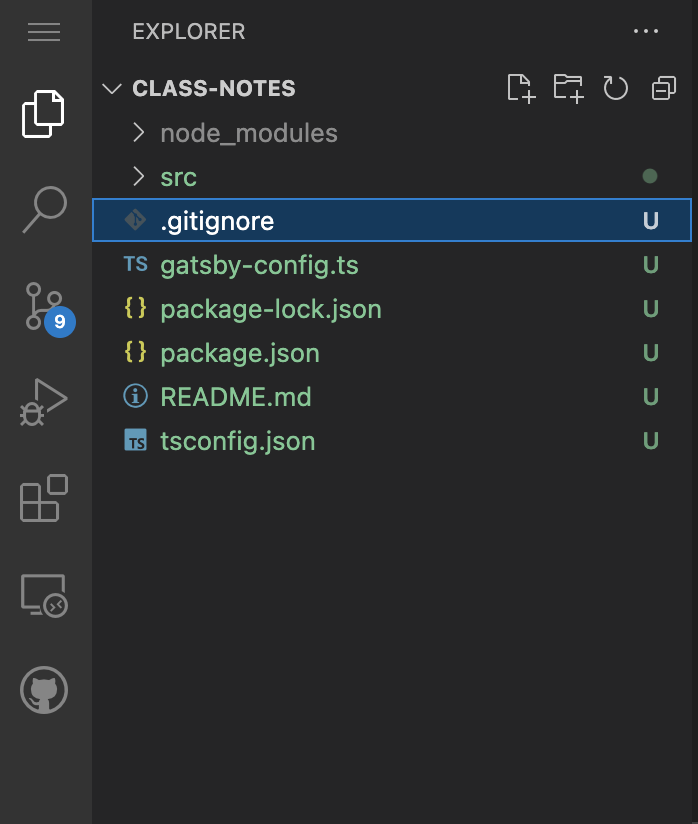 EXPLORER
CLASS-NOTES
node_modules
src
.gitignore U
TS gatsby-config.ts U
{} package-lock.json U
9
{} package.json U
README.md U
TS tsconfig.json U